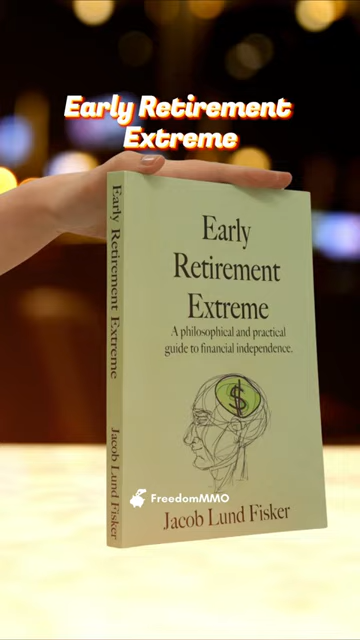 Early Retirement
Extreme
Early Retirement Extreme
Jacob Lund Fisker
Early
Retirement
Extreme
A philosophical and practical
guide to financial independence.
$
FreedomMMO
Jacob Lund Fisker